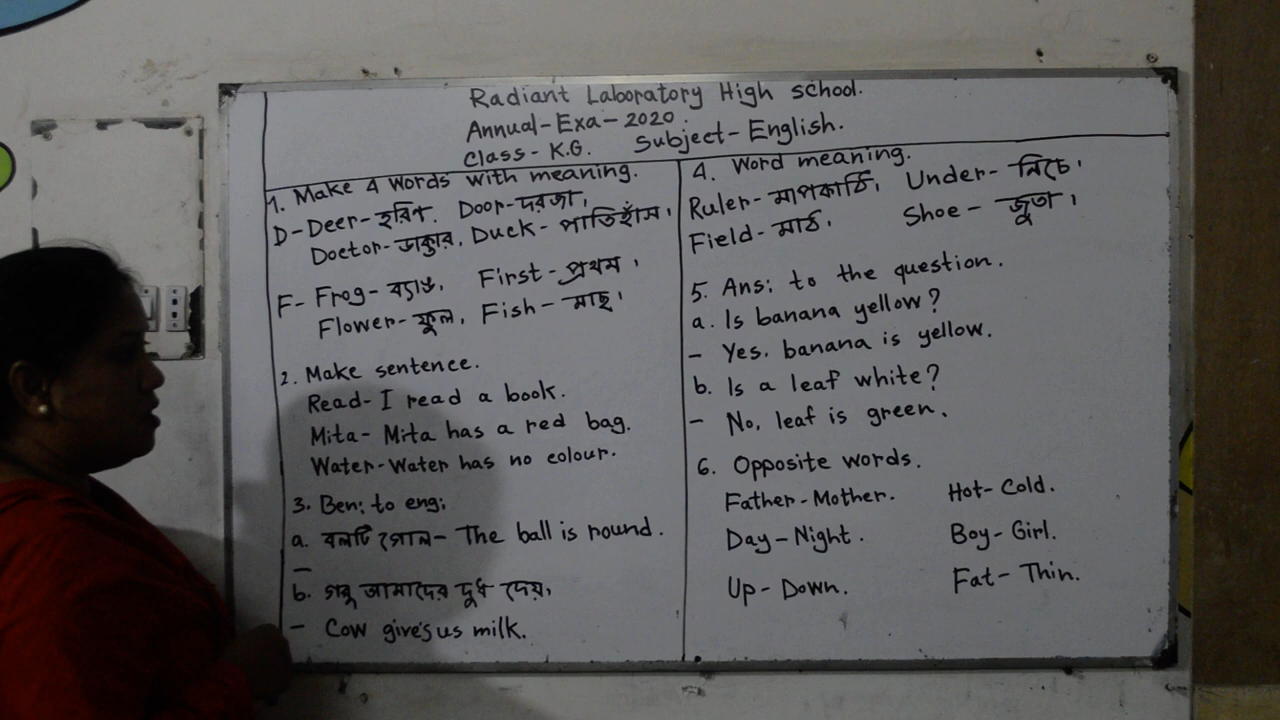 Radiant Laboratory High school.
Annual-Exa-2020.
Class- K.G. Subject- English.
1. Make 4 words with meaning.
D-Deer-হরিণ. Door-দরজা,
Doctor-ডাক্তার, Duck- পাতিহাঁস,
F- Frog- ব্যাঙ, First-প্রথম,
Flower-ফুল, Fish- মাছ,
2. Make sentence.
Read-I read a book.
Mita- Mita has a red bag.
Water-Water has no colour.
3. Ben: to eng:
a. বলটি গোল- The ball is round.
-
b. গরু আমাদের দুধ দেয়,
- Cow gives us milk.
4. Word meaning.
Ruler-মাপকাঠি, Under-নিচে,
Field-মাঠ, Shoe-জুতা,
5. Ans: to the question.
a. Is banana yellow?
- Yes, banana is yellow.
b. Is a leaf white?
- No, leaf is green.
6. Opposite words.
Father-Mother. Hot-Cold.
Day-Night. Boy-Girl.
Up-Down. Fat-Thin.